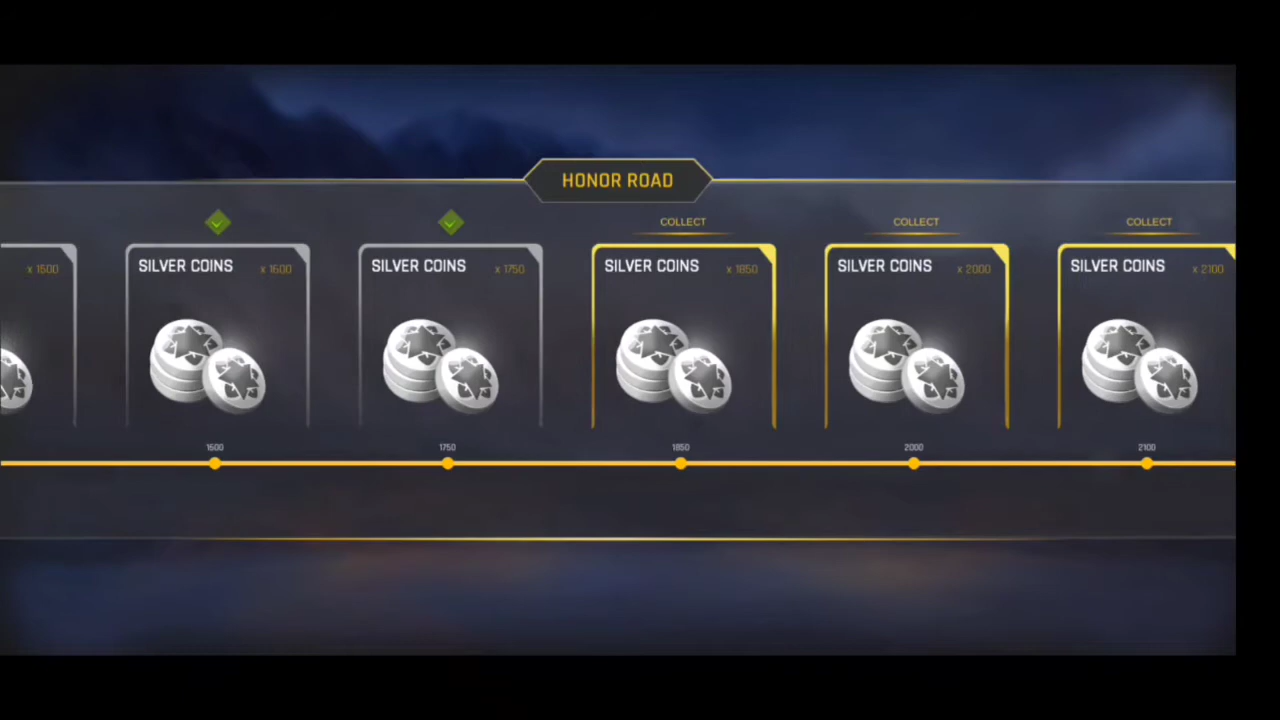 HONOR ROAD
COLLECT COLLECT COLLECT
x 1500 SILVER COINS x 1600 SILVER COINS x 1750 SILVER COINS x 1850 SILVER COINS x 2000 SILVER COINS x 2100
1600 1750 1850 2000 2100